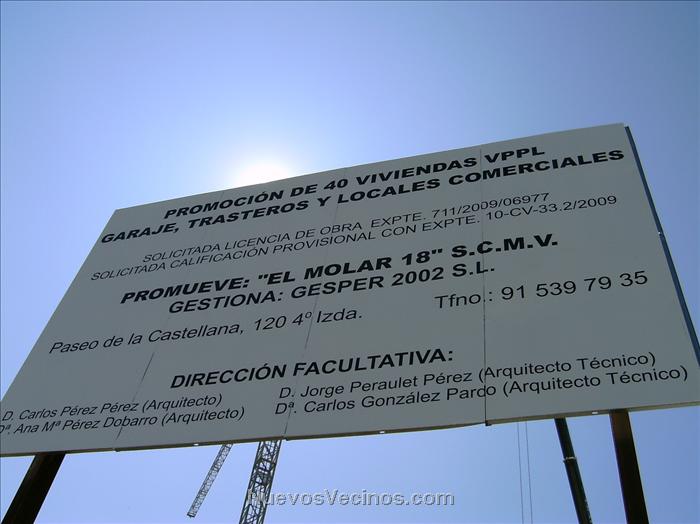 PROMOCIÓN DE 40 VIVIENDAS VPPL
GARAJE, TRASTEROS Y LOCALES COMERCIALES
SOLICITADA LICENCIA DE OBRA EXPTE. 711/2009/06977
SOLICITADA CALIFICACIÓN PROVISIONAL CON EXPTE. 10-CV-33.2/2009
PROMUEVE: "EL MOLAR 18" S.C.M.V.
GESTIONA: GESPER 2002 S.L.
Paseo de la Castellana, 120 4º Izda. Tfno.: 91 539 79 35
DIRECCIÓN FACULTATIVA:
D. Carlos Pérez Pérez (Arquitecto) D. Jorge Peraulet Pérez (Arquitecto Técnico)
Dª. Ana Mª Pérez Dobarro (Arquitecto) Dª. Carlos González Pardo (Arquitecto Técnico)
NuevosVecinos.com